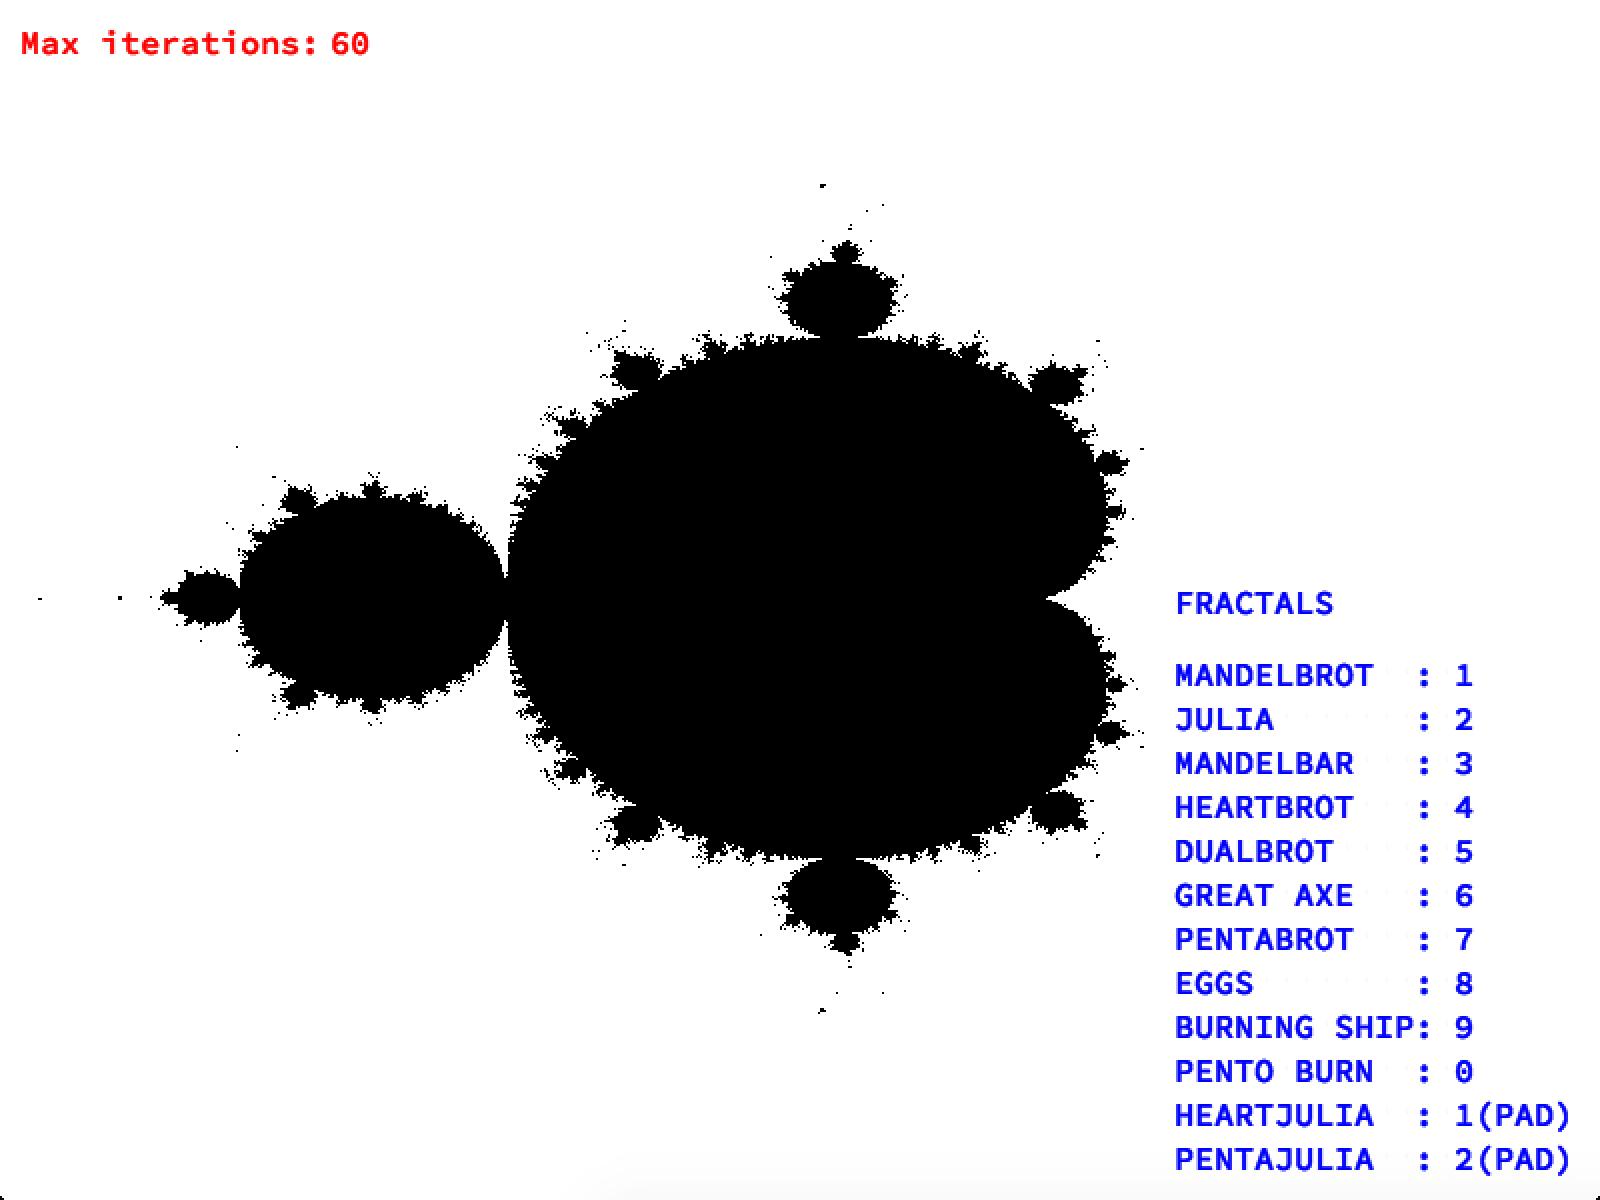 Max iterations: 60
FRACTALS
MANDELBROT : 1
JULIA : 2
MANDELBAR : 3
HEARTBROT : 4
DUALBROT : 5
GREAT AXE : 6
PENTABROT : 7
EGGS : 8
BURNING SHIP: 9
PENTO BURN : 0
HEARTJULIA : 1(PAD)
PENTAJULIA : 2(PAD)